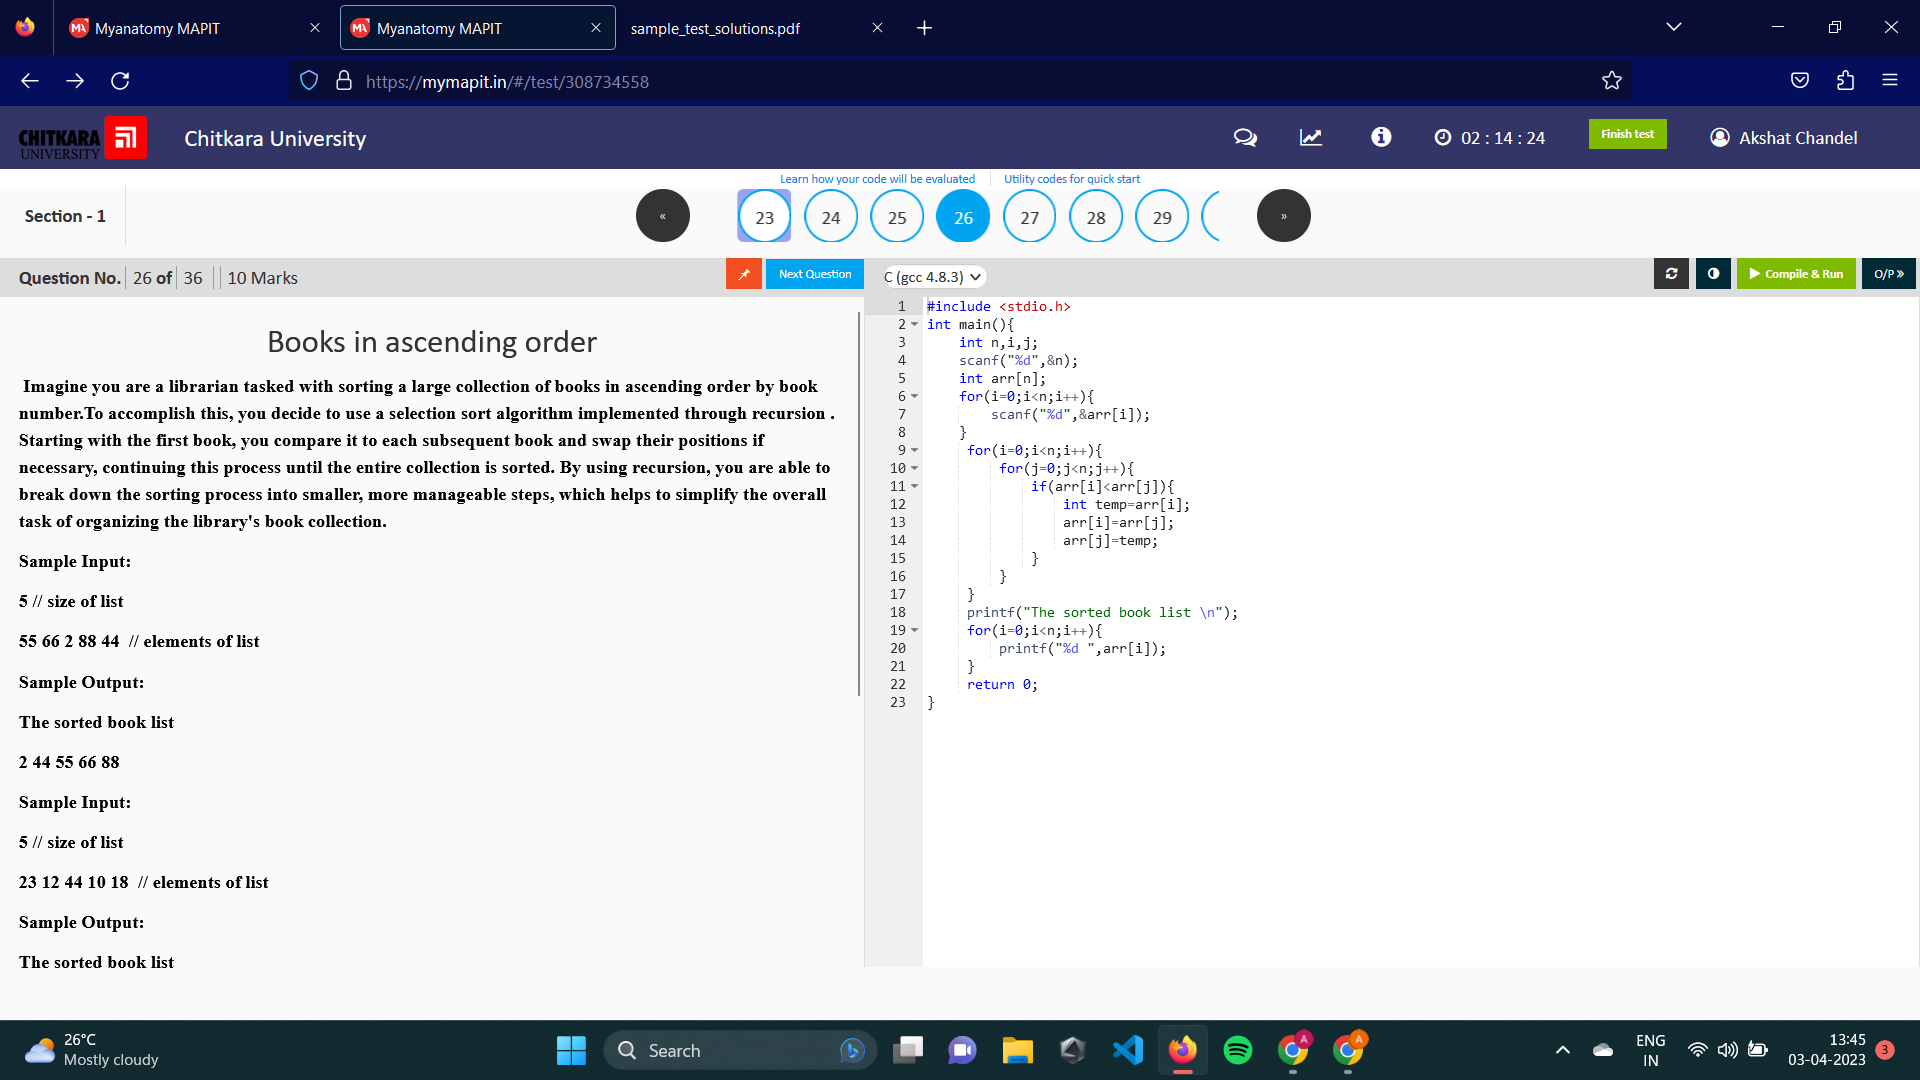 Myanatomy MAPIT
Myanatomy MAPIT
sample_test_solutions.pdf
https://mymapit.in/#/test/308734558
CHITKARA
UNIVERSITY
Chitkara University
02 : 14 : 24
Finish test
Akshat Chandel
Learn how your code will be evaluated
Utility codes for quick start
Section - 1
«
23
24
25
26
27
28
29
»
Question No. 26 of 36 10 Marks
Next Question
C (gcc 4.8.3)
Compile & Run
O/P »
Books in ascending order
Imagine you are a librarian tasked with sorting a large collection of books in ascending order by book
number.To accomplish this, you decide to use a selection sort algorithm implemented through recursion .
Starting with the first book, you compare it to each subsequent book and swap their positions if
necessary, continuing this process until the entire collection is sorted. By using recursion, you are able to
break down the sorting process into smaller, more manageable steps, which helps to simplify the overall
task of organizing the library's book collection.
Sample Input:
5 // size of list
55 66 2 88 44  // elements of list
Sample Output:
The sorted book list
2 44 55 66 88
Sample Input:
5 // size of list
23 12 44 10 18  // elements of list
Sample Output:
The sorted book list
1 #include <stdio.h>
2 int main(){
3     int n,i,j;
4     scanf("%d",&n);
5     int arr[n];
6     for(i=0;i<n;i++){
7         scanf("%d",&arr[i]);
8     }
9      for(i=0;i<n;i++){
10          for(j=0;j<n;j++){
11              if(arr[i]<arr[j]){
12                  int temp=arr[i];
13                  arr[i]=arr[j];
14                  arr[j]=temp;
15              }
16          }
17      }
18      printf("The sorted book list \n");
19      for(i=0;i<n;i++){
20          printf("%d ",arr[i]);
21      }
22      return 0;
23 }
26°C
Mostly cloudy
Search
A
A
ENG
IN
13:45
03-04-2023
3